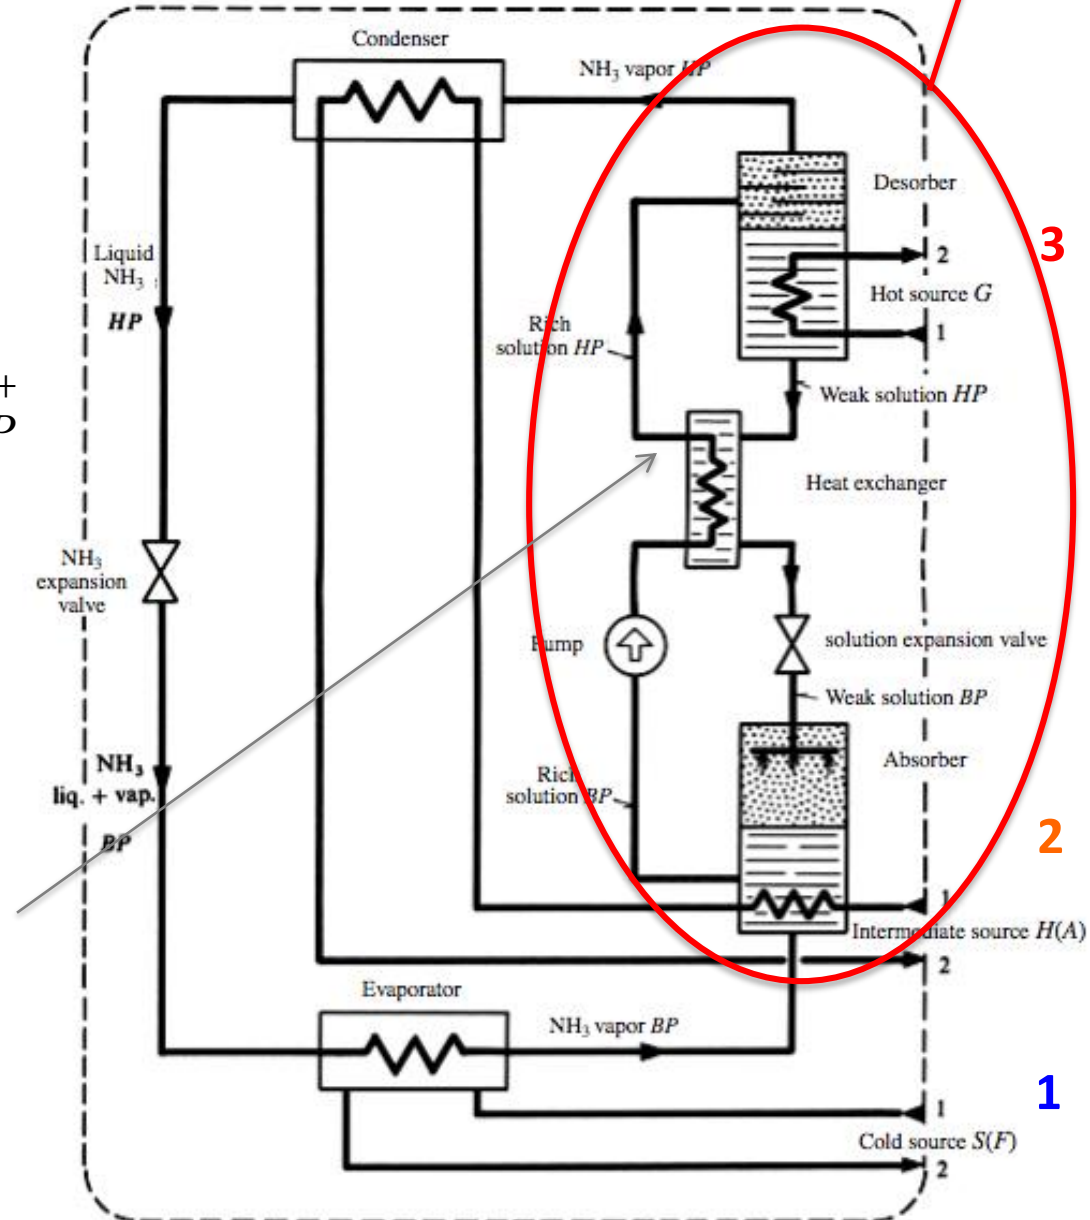 Condenser
NH3 vapor HP
Desorber
3
2
Liquid
NH3
Hot source G
HP
Rich
solution HP
1
+
P
Weak solution HP
Heat exchanger
NH3
expansion
valve
Pump
solution expansion valve
Weak solution BP
NH3
liq. + vap.
BP
Absorber
Rich
solution BP
2
1
Intermediate source H(A)
2
Evaporator
NH3 vapor BP
1
1
Cold source S(F)
2